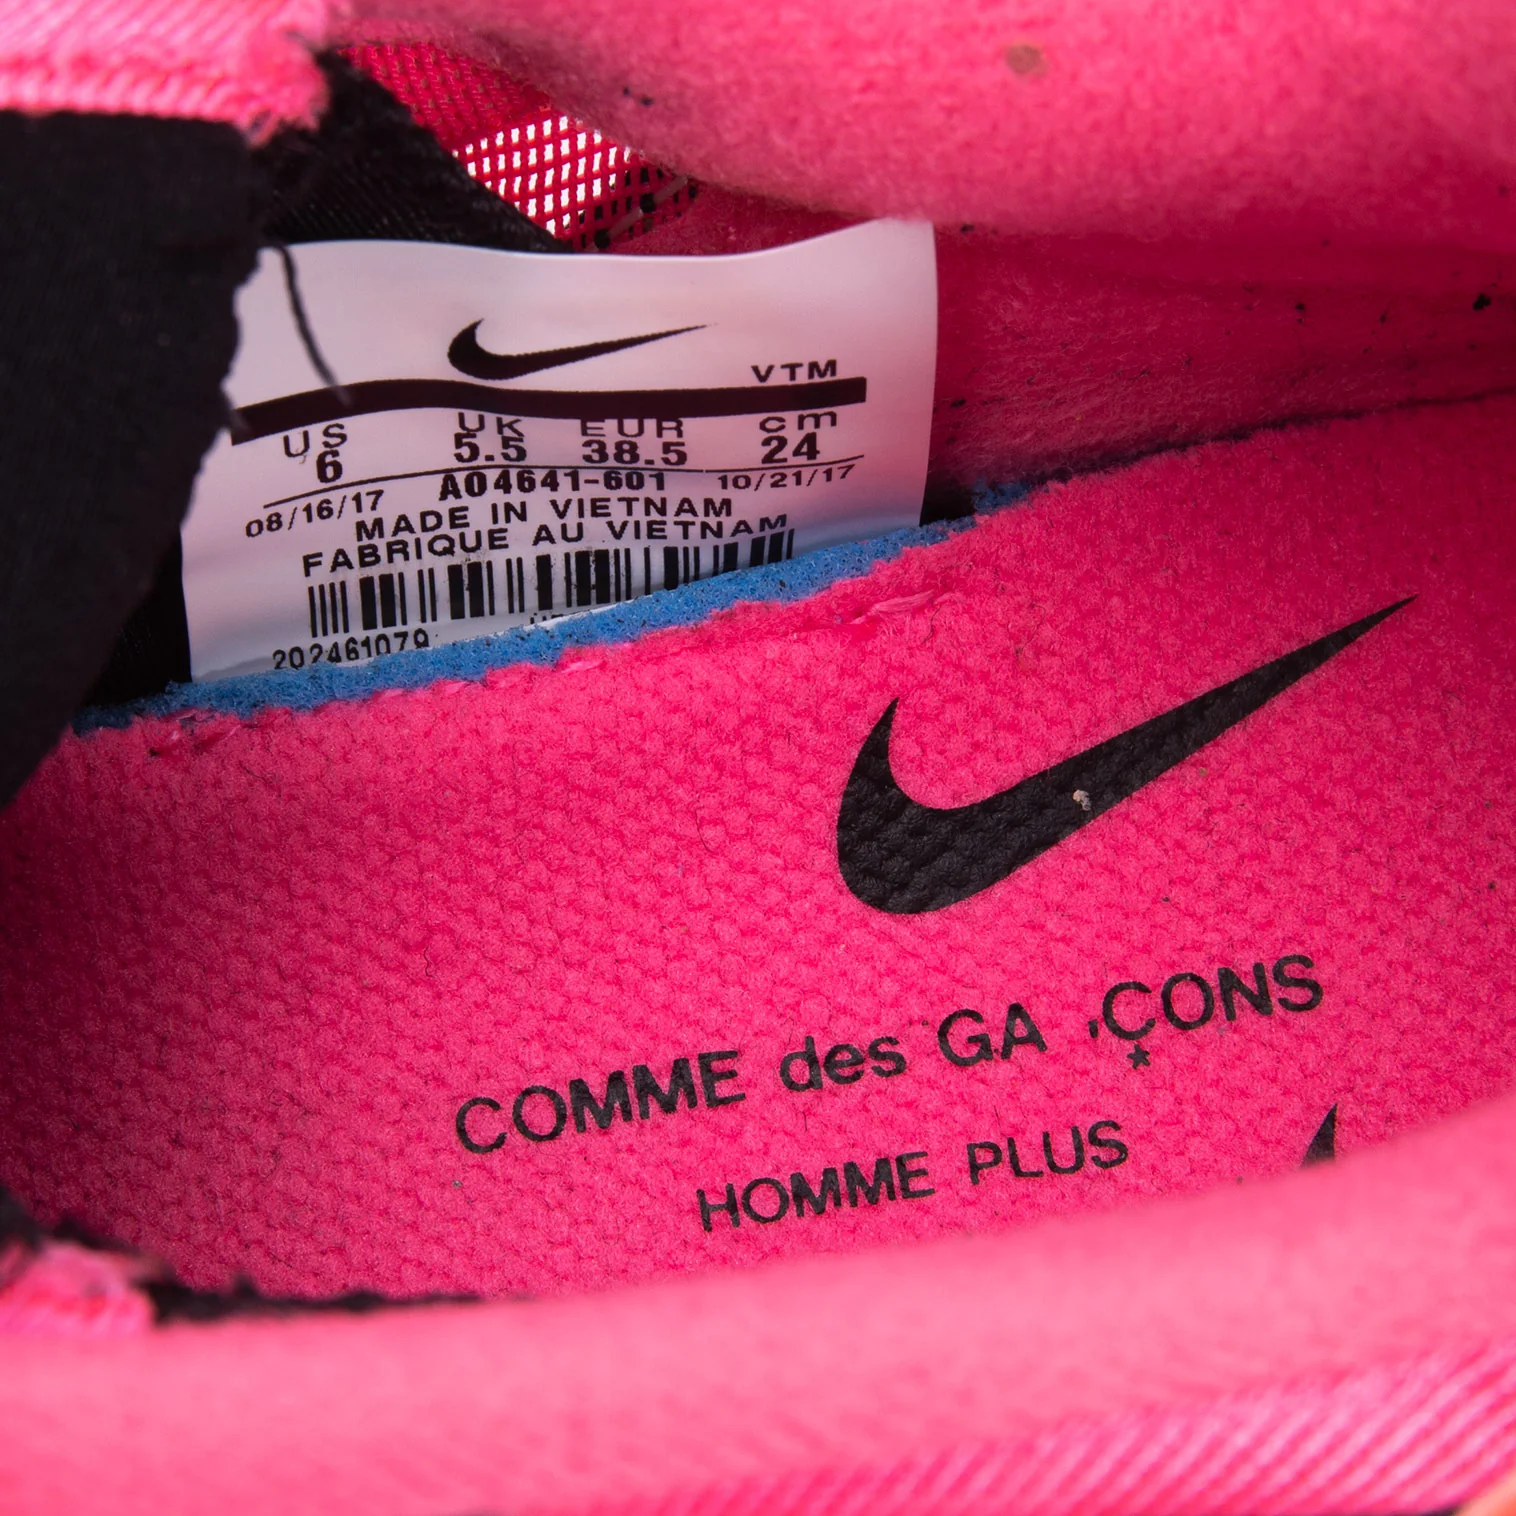 VTM
US UK EUR cm
6 5.5 38.5 24
08/16/17 AO4641-601 10/21/17
MADE IN VIETNAM
FABRIQUE AU VIETNAM
202461079
COMME des GA ÇONS
HOMME PLUS